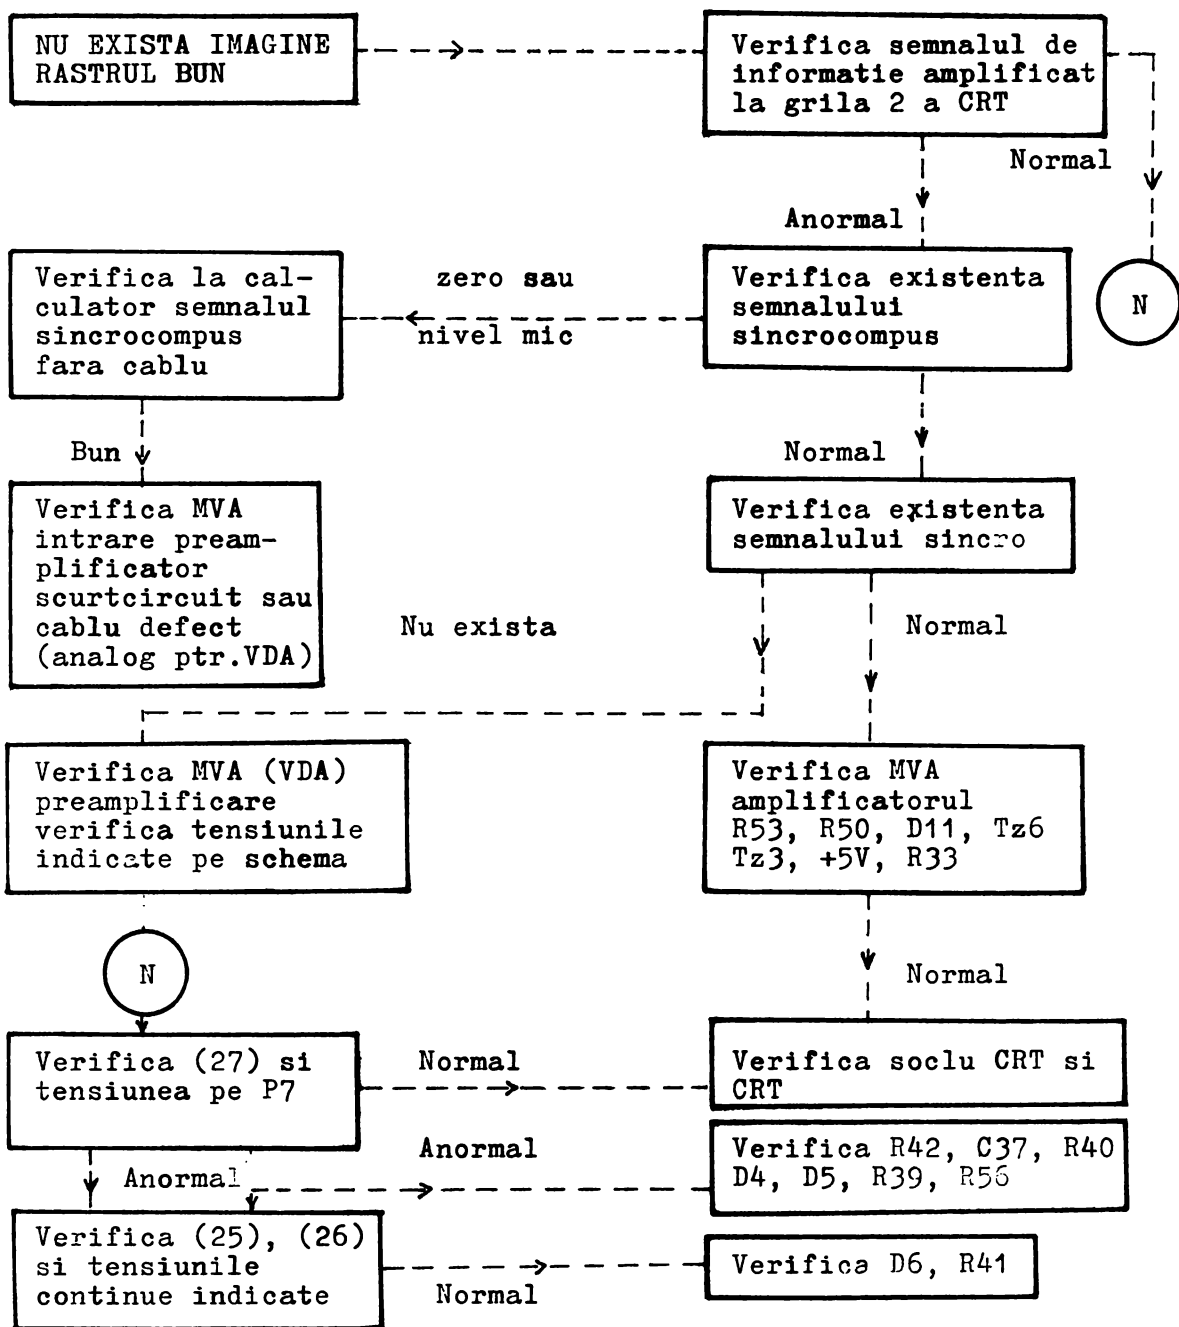 NU EXISTA IMAGINE
RASTRUL BUN
Verifica semnalul de
informatie amplificat
la grila 2 a CRT
Normal
Anormal
N
Verifica la cal-
culator semnalul
sincrocompus
fara cablu
zero sau
nivel mic
Verifica existenta
semnalului
sincrocompus
Bun
Normal
Verifica MVA
intrare pream-
plificator
scurtcircuit sau
cablu defect
(analog ptr.VDA)
Verifica existenta
semnalului sincro
Nu exista
Normal
Verifica MVA (VDA)
preamplificare
verifica tensiunile
indicate pe schema
Verifica MVA
amplificatorul
R53, R50, D11, Tz6
Tz3, +5V, R33
N
Normal
Verifica (27) si
tensiunea pe P7
Normal
Verifica soclu CRT si
CRT
Anormal
Anormal
Verifica R42, C37, R40
D4, D5, R39, R56
Verifica (25), (26)
si tensiunile
continue indicate
Normal
Verifica D6, R41